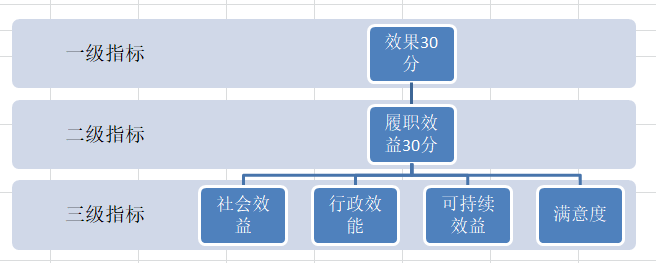 一级指标
效果30
分
二级指标
履职效
益30分
三级指标
社会效
益
行政效
能
可持续
效益
满意度